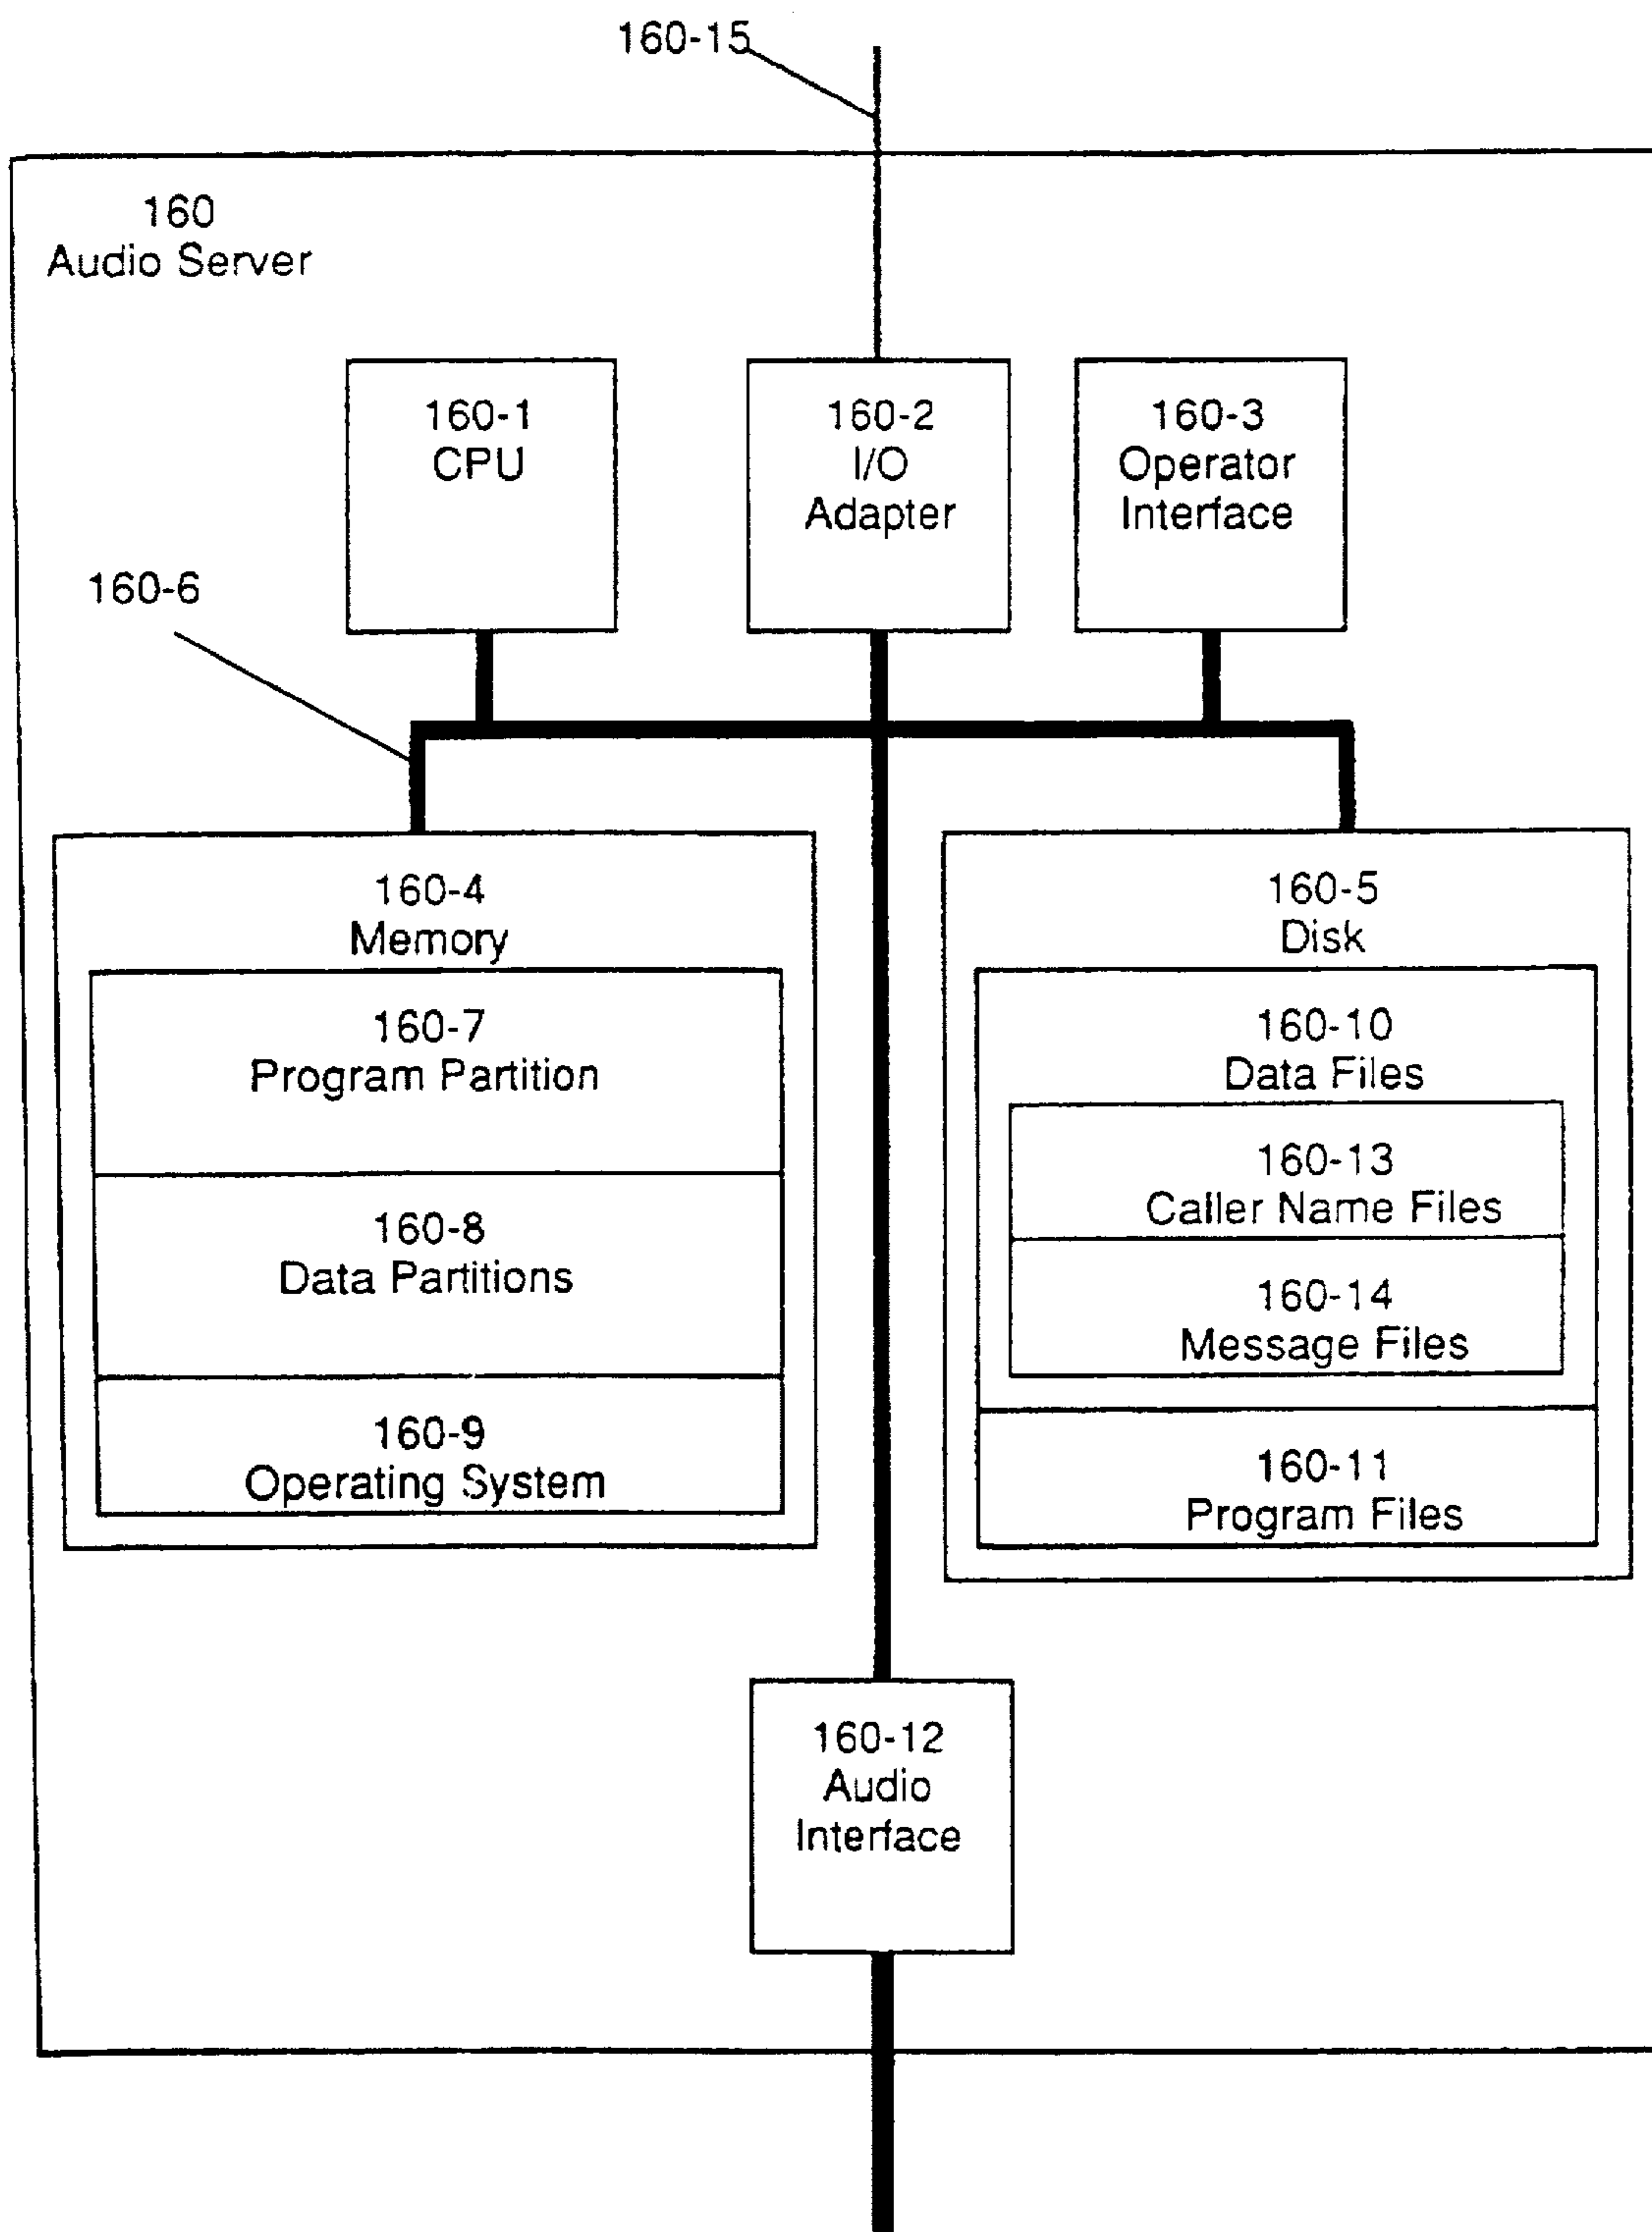 160-15
160
Audio Server
160-1
CPU
160-2
I/O
Adapter
160-3
Operator
Interface
160-6
160-4
Memory
160-7
Program Partition
160-8
Data Partitions
160-9
Operating System
160-5
Disk
160-10
Data Files
160-13
Caller Name Files
160-14
Message Files
160-11
Program Files
160-12
Audio
Interface